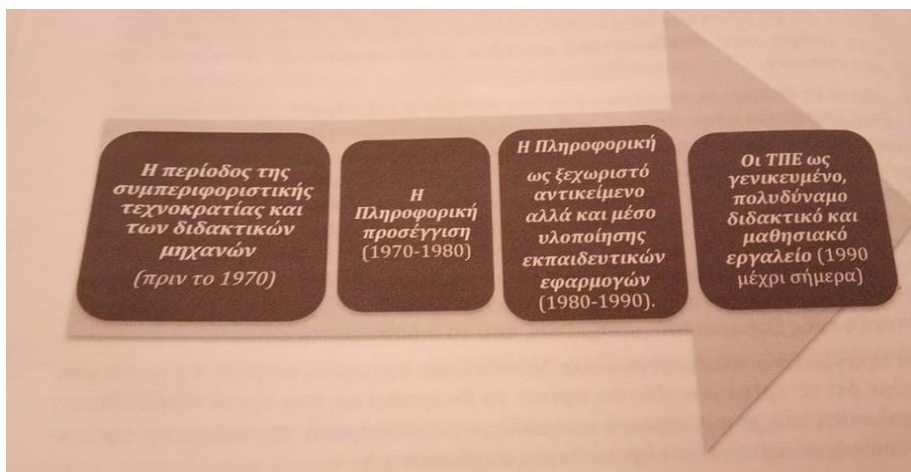 Η περίοδος της
συμπεριφοριστικής
τεχνοκρατίας και
των διδακτικών
μηχανών
(πριν το 1970)
Η
Πληροφορική
προσέγγιση
(1970-1980)
Η Πληροφορική
ως ξεχωριστό
αντικείμενο
αλλά και μέσο
υλοποίησης
εκπαιδευτικών
εφαρμογών
(1980-1990).
Οι ΤΠΕ ως
γενικευμένο,
πολυδύναμο
διδακτικό και
μαθησιακό
εργαλείο (1990
μέχρι σήμερα)